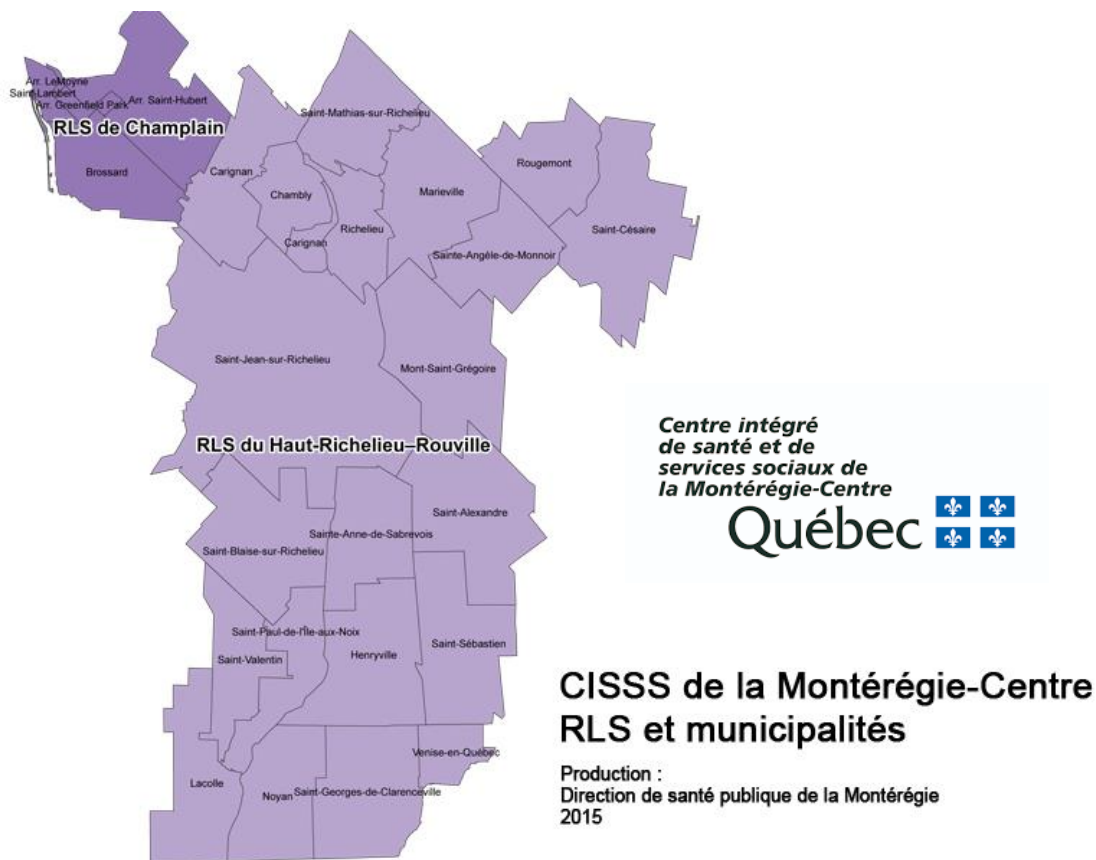 Arr. LeMoyne
Saint-Lambert
Arr. Greenfield Park
Arr. Saint-Hubert
RLS de Champlain
Brossard
Carignan
Chambly
Carignan
Richelieu
Saint-Mathias-sur-Richelieu
Marieville
Rougemont
Saint-Césaire
Sainte-Angèle-de-Monnoir
Saint-Jean-sur-Richelieu
Mont-Saint-Grégoire
RLS du Haut-Richelieu–Rouville
Saint-Alexandre
Sainte-Anne-de-Sabrevois
Saint-Blaise-sur-Richelieu
Saint-Paul-de-l'Île-aux-Noix
Saint-Valentin
Henryville
Saint-Sébastien
Venise-en-Québec
Lacolle
Noyan
Saint-Georges-de-Clarenceville
Centre intégré
de santé et de
services sociaux de
la Montérégie-Centre
Québec
CISSS de la Montérégie-Centre
RLS et municipalités
Production :
Direction de santé publique de la Montérégie
2015